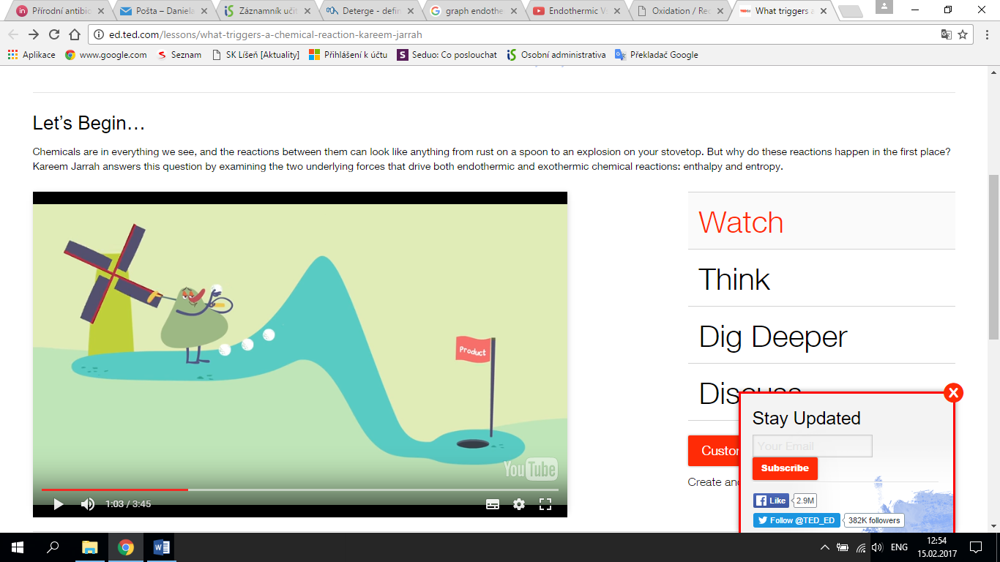 Přírodní antibio
Pošta – Daniela
Záznamník učit
Deterge - defin
graph endothe
Endothermic V
Oxidation / Re
What triggers a
ed.ted.com/lessons/what-triggers-a-chemical-reaction-kareem-jarrah
Aplikace
www.google.com
Seznam
SK Líšeň [Aktuality]
Přihlášení k účtu
Seduo: Co poslouchat
Osobní administrativa
Překladač Google
Let's Begin…
Chemicals are in everything we see, and the reactions between them can look like anything from rust on a spoon to an explosion on your stovetop. But why do these reactions happen in the first place?
Kareem Jarrah answers this question by examining the two underlying forces that drive both endothermic and exothermic chemical reactions: enthalpy and entropy.
Product
YouTube
1:03 / 3:45
Watch
Think
Dig Deeper
Discuss
Custor
Create and
Stay Updated
Your Email
Subscribe
Like
2.9M
Follow @TED_ED
382K followers
ENG
12:54
15.02.2017